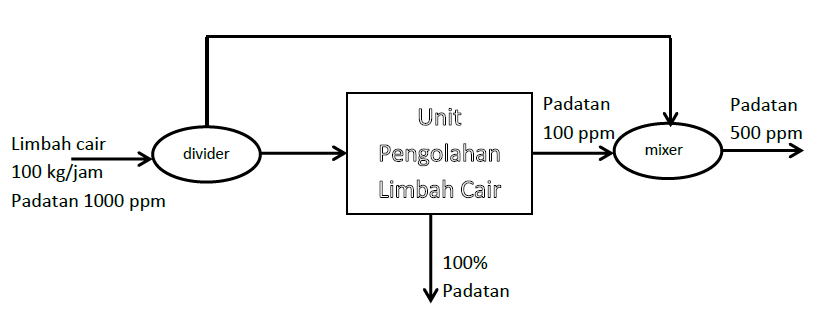 Limbah cair
100 kg/jam
Padatan 1000 ppm
divider
Unit
Pengolahan
Limbah Cair
100%
Padatan
Padatan
100 ppm
mixer
Padatan
500 ppm